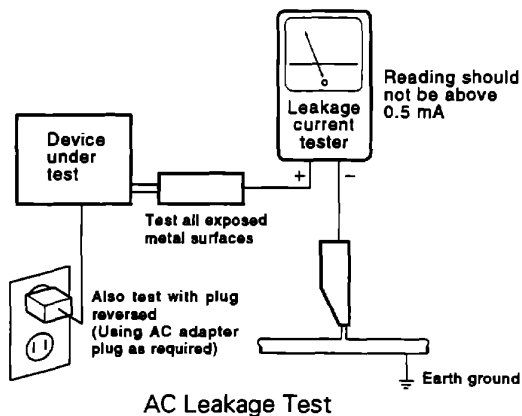 Reading should
not be above
0.5 mA
Leakage
current
tester
+ −
Device
under
test
Test all exposed
metal surfaces
Also test with plug
reversed
(Using AC adapter
plug as required)
Earth ground
AC Leakage Test